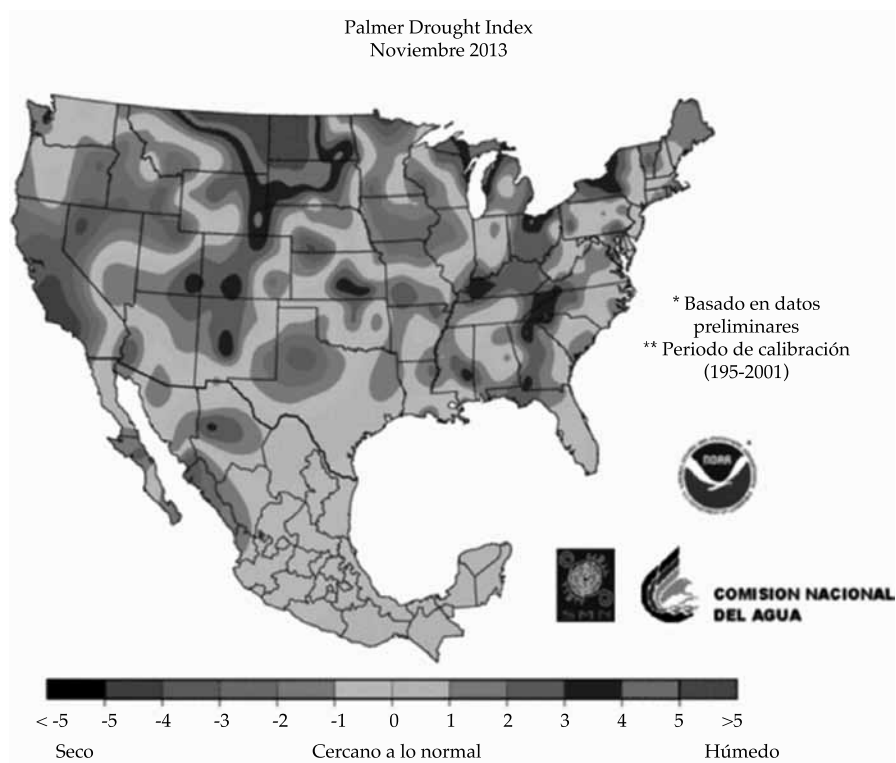 Palmer Drought Index
Noviembre 2013
* Basado en datos
preliminares
** Periodo de calibración
(195-2001)
NOAA
COMISION NACIONAL
DEL AGUA
< -5 -5 -4 -3 -2 -1 0 1 2 3 4 5 >5
Seco Cercano a lo normal Húmedo